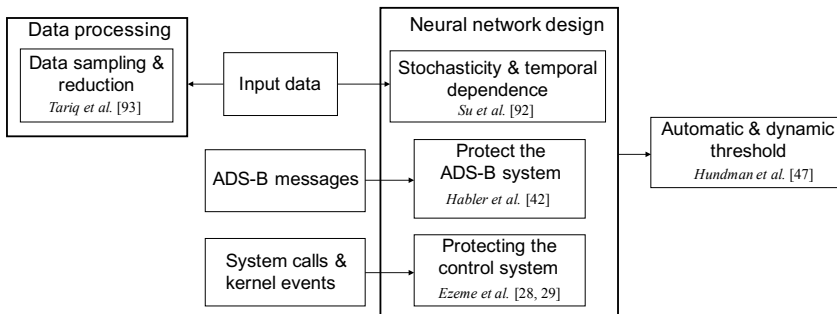 Data processing
Data sampling &
reduction
Tariq et al. [93]
Input data
Neural network design
Stochasticity & temporal
dependence
Su et al. [92]
ADS-B messages
Protect the
ADS-B system
Habler et al. [42]
System calls &
kernel events
Protecting the
control system
Ezeme et al. [28, 29]
Automatic & dynamic
threshold
Hundman et al. [47]